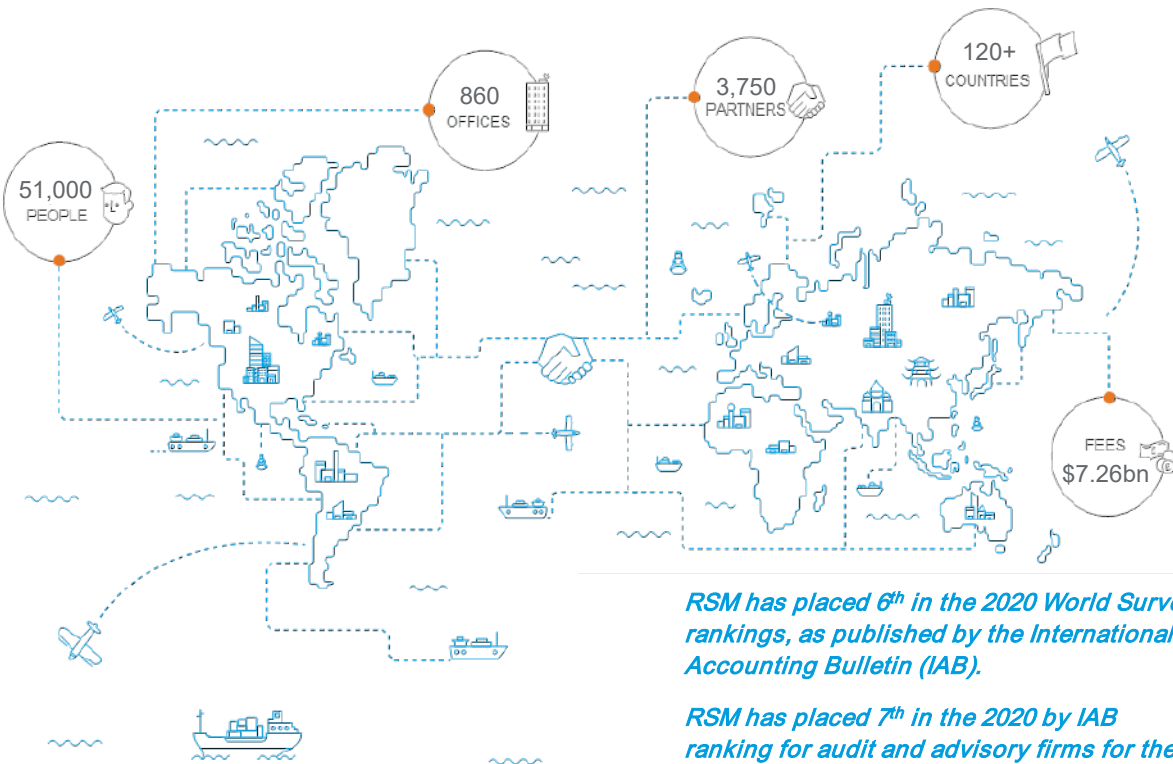 120+
COUNTRIES
3,750
PARTNERS
860
OFFICES
51,000
PEOPLE
FEES
$7.26bn
RSM has placed 6th in the 2020 World
rankings, as published by the International
Accounting Bulletin (IAB).
RSM has placed 7th in the 2020 by IAB
ranking for audit and advisory firms for the